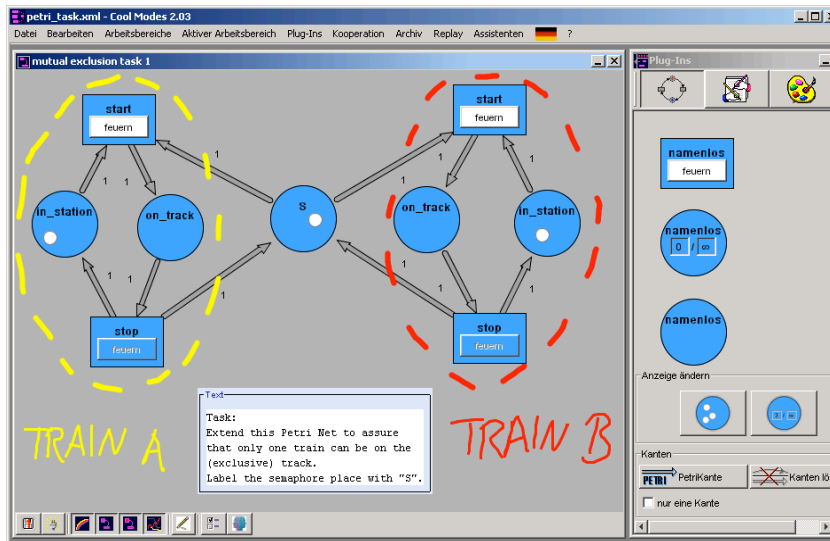 petri_task.xml - Cool Modes 2.03
Datei Bearbeiten Arbeitsbereiche Aktiver Arbeitsbereich Plug-Ins Kooperation Archiv Replay Assistenten ?
mutual exclusion task 1
start
feuern
1
1
1
in_station
on_track
1
1
1
stop
feuern
S
start
feuern
1
1
1
on_track
in_station
1
1
1
stop
feuern
TRAIN A
TRAIN B
Text
Task:
Extend this Petri Net to assure
that only one train can be on the
(exclusive) track.
Label the semaphore place with "S".
Plug-Ins
namenlos
feuern
namenlos
0 / ∞
namenlos
Anzeige ändern
Kanten
PETRI PetriKante
Kanten lö
nur eine Kante